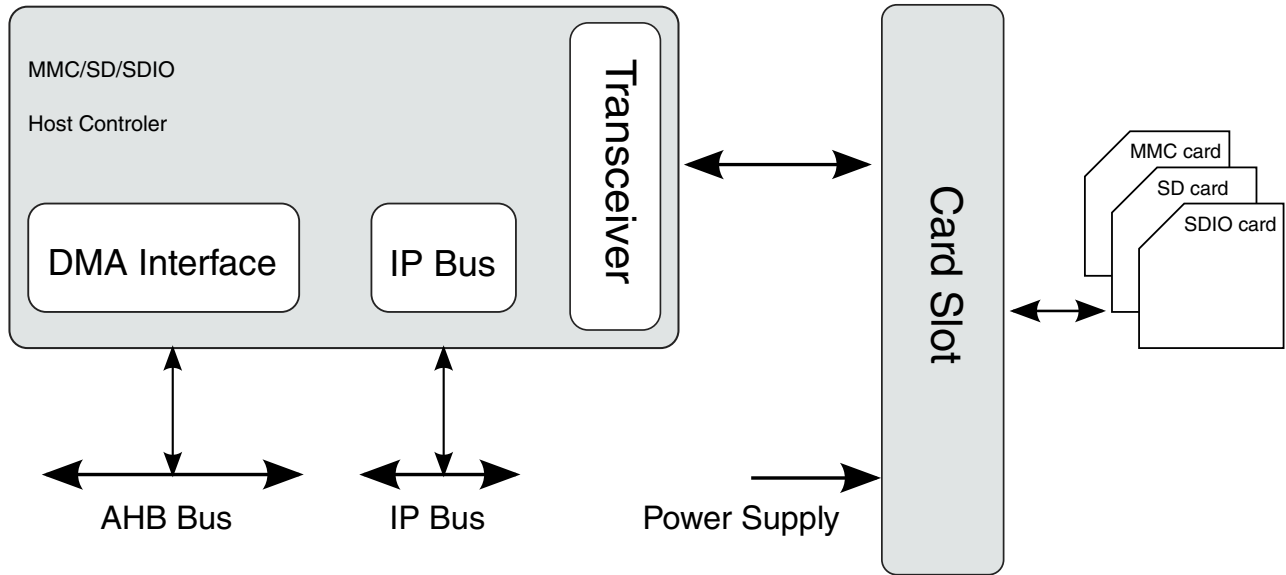 MMC/SD/SDIO
Host Controler
Transceiver
DMA Interface
IP Bus
Card Slot
MMC card
SD card
SDIO card
AHB Bus
IP Bus
Power Supply